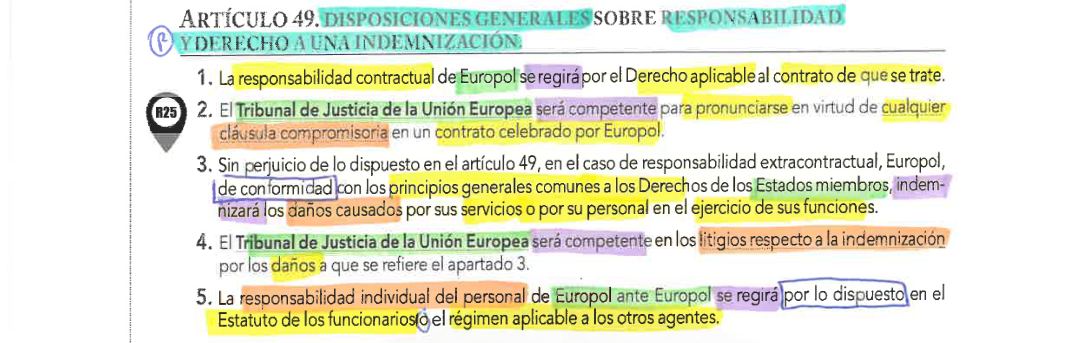 ARTÍCULO 49. DISPOSICIONES GENERALES SOBRE RESPONSABILIDAD
Y DERECHO A UNA INDEMNIZACIÓN.
1. La responsabilidad contractual de Europol se regirá por el Derecho aplicable al contrato de que se trate.
R25
2. El Tribunal de Justicia de la Unión Europea será competente para pronunciarse en virtud de cualquier
cláusula compromisoria en un contrato celebrado por Europol.
3. Sin perjuicio de lo dispuesto en el artículo 49, en el caso de responsabilidad extracontractual, Europol,
de conformidad con los principios generales comunes a los Derechos de los Estados miembros, indem-
nizará los daños causados por sus servicios o por su personal en el ejercicio de sus funciones.
4. El Tribunal de Justicia de la Unión Europea será competente en los litigios respecto a la indemnización
por los daños a que se refiere el apartado 3.
5. La responsabilidad individual del personal de Europol ante Europol se regirá por lo dispuesto en el
Estatuto de los funcionarios o el régimen aplicable a los otros agentes.